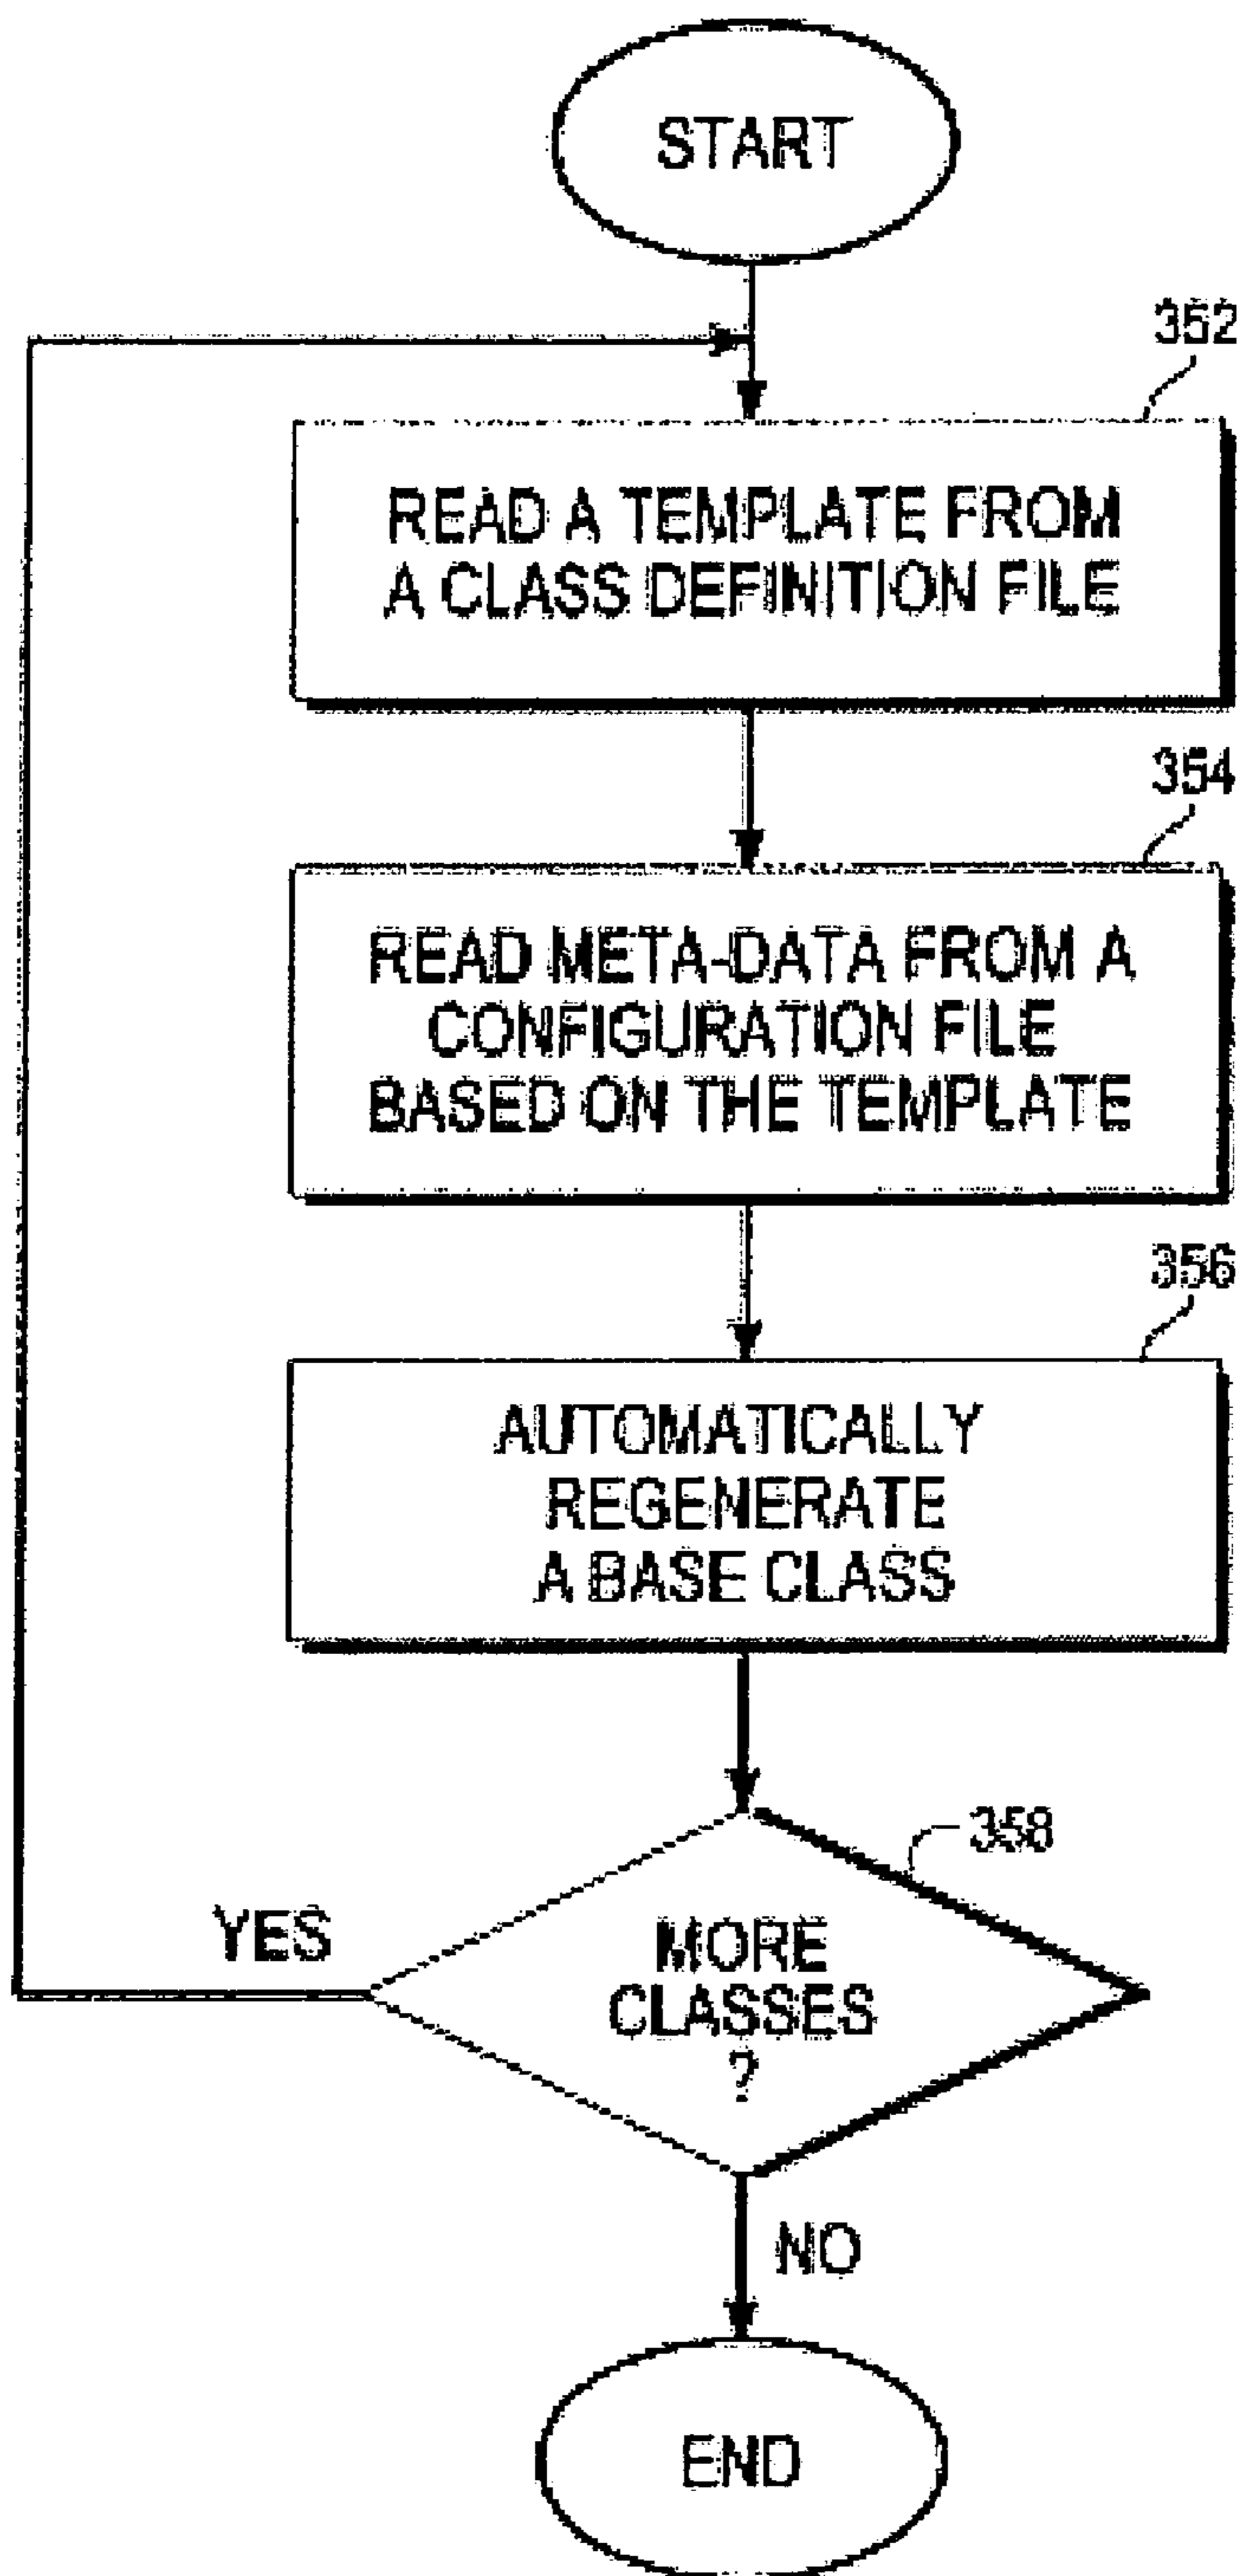 START
352
READ A TEMPLATE FROM
A CLASS DEFINITION FILE
354
READ META-DATA FROM A
CONFIGURATION FILE
BASED ON THE TEMPLATE
356
AUTOMATICALLY
REGENERATE
A BASE CLASS
358
YES
MORE
CLASSES
?
NO
END